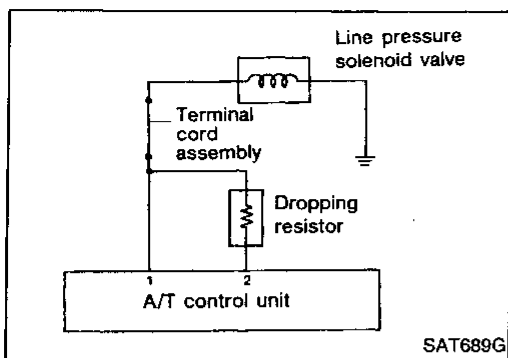 Line pressure
solenoid valve
Terminal
cord
assembly
Dropping
resistor
1 2
A/T control unit
SAT689G